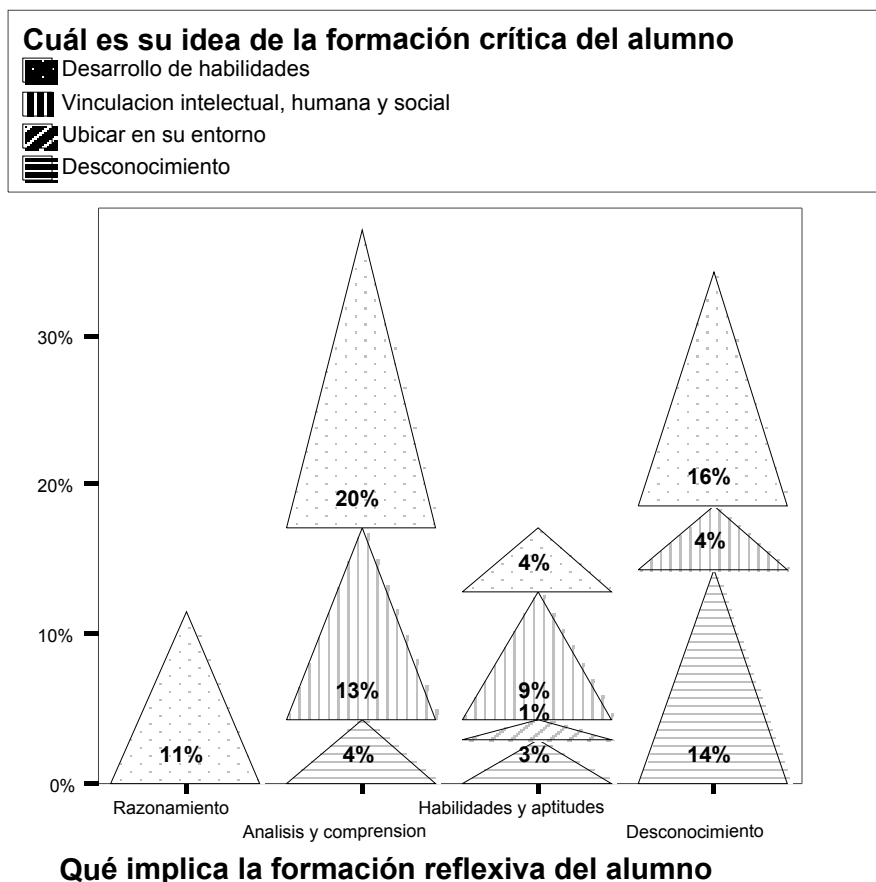 Cuál es su idea de la formación crítica del alumno
Desarrollo de habilidades
Vinculacion intelectual, humana y social
Ubicar en su entorno
Desconocimiento
30%
20%
10%
0%
20%
16%
4%
4%
13%
9%
1%
11%
4%
3%
14%
Razonamiento
Habilidades y aptitudes
Analisis y comprension
Desconocimiento
Qué implica la formación reflexiva del alumno